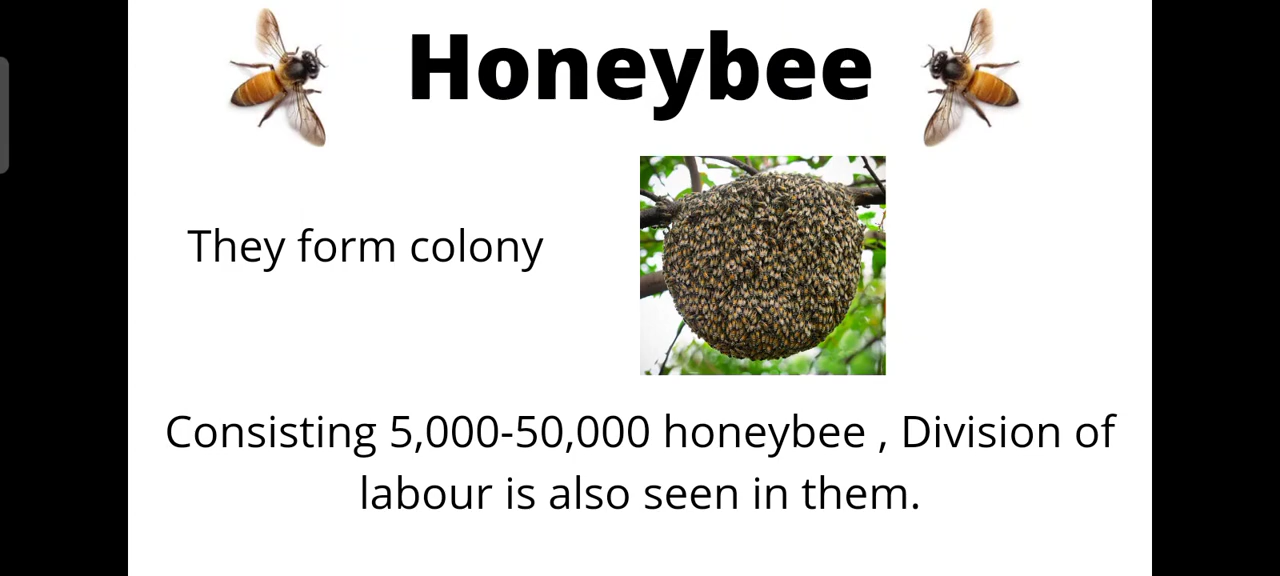 Honeybee
They form colony
Consisting 5,000-50,000 honeybee , Division of
labour is also seen in them.